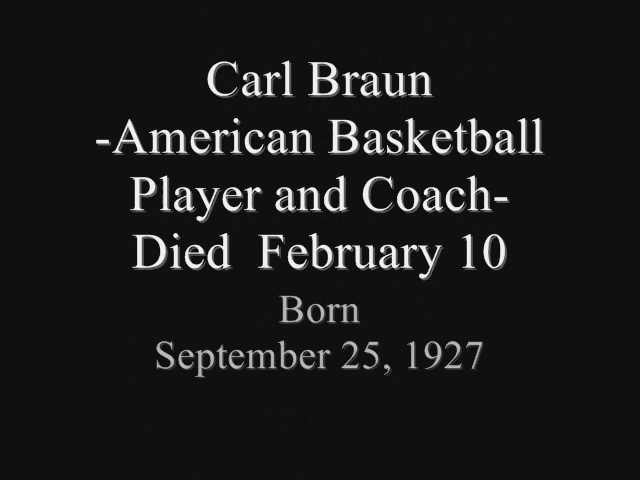 Carl Braun
-American Basketball
Player and Coach-
Died  February 10
Born
September 25, 1927